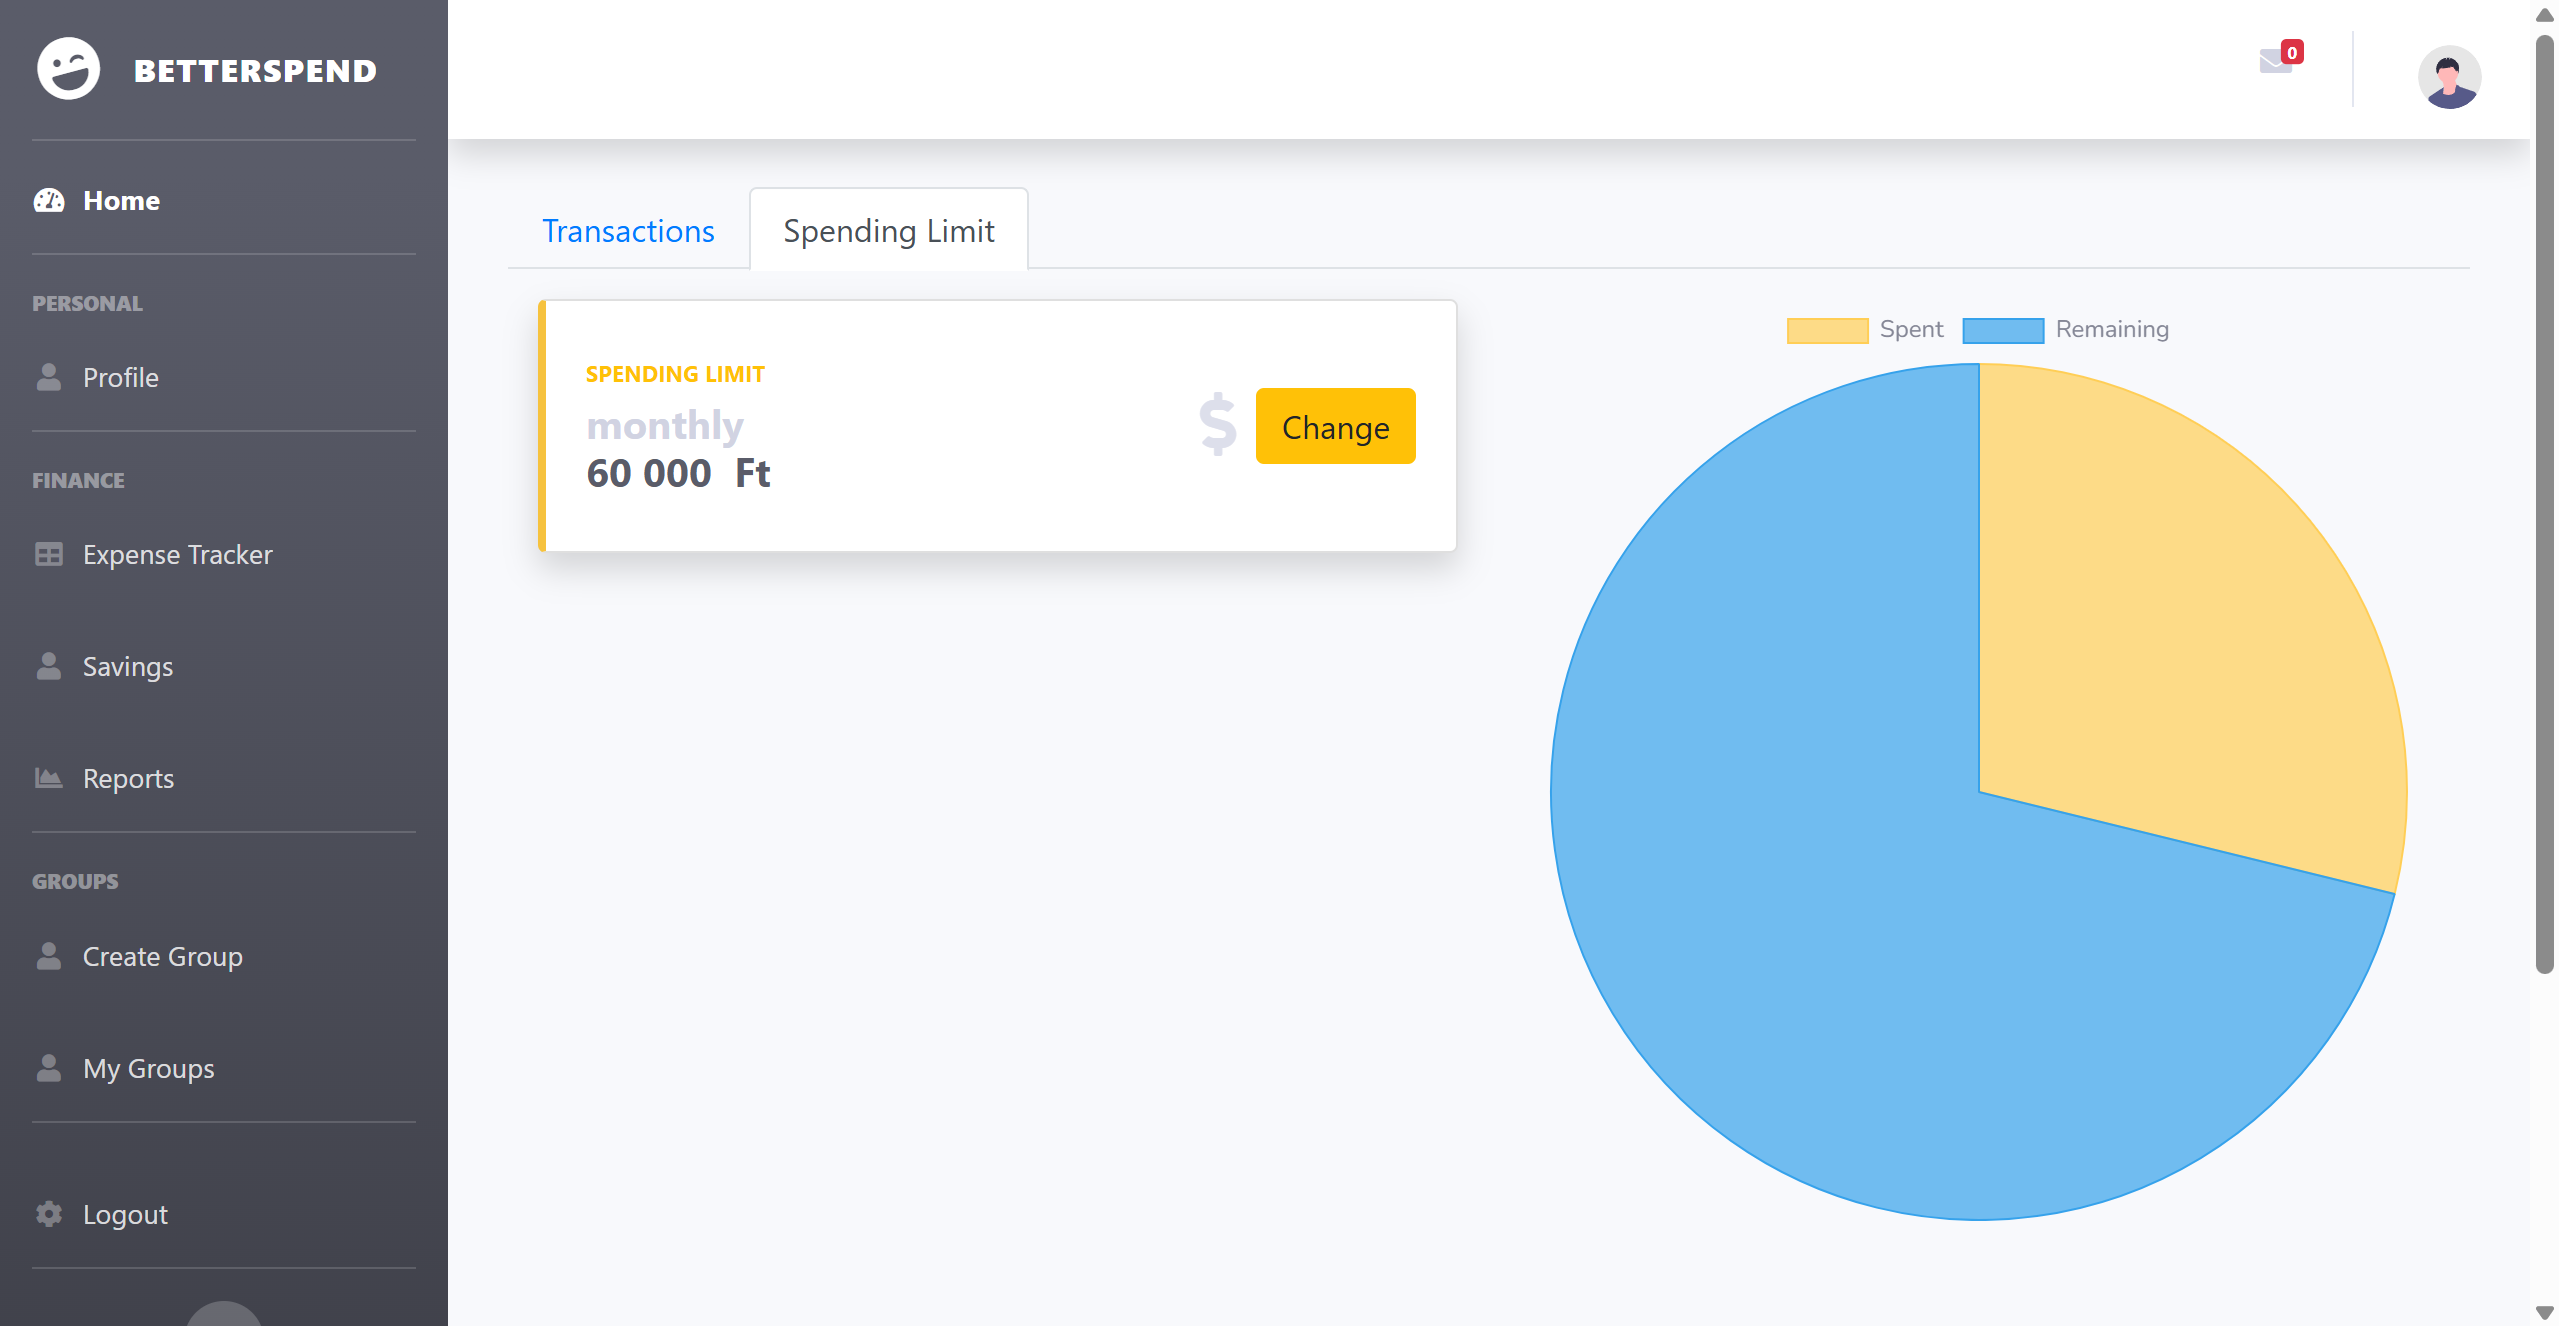 BETTERSPEND
0
Home
Transactions
Spending Limit
PERSONAL
Profile
FINANCE
Expense Tracker
Savings
Reports
GROUPS
Create Group
My Groups
Logout
SPENDING LIMIT
monthly
60 000 Ft
$
Change
Spent
Remaining